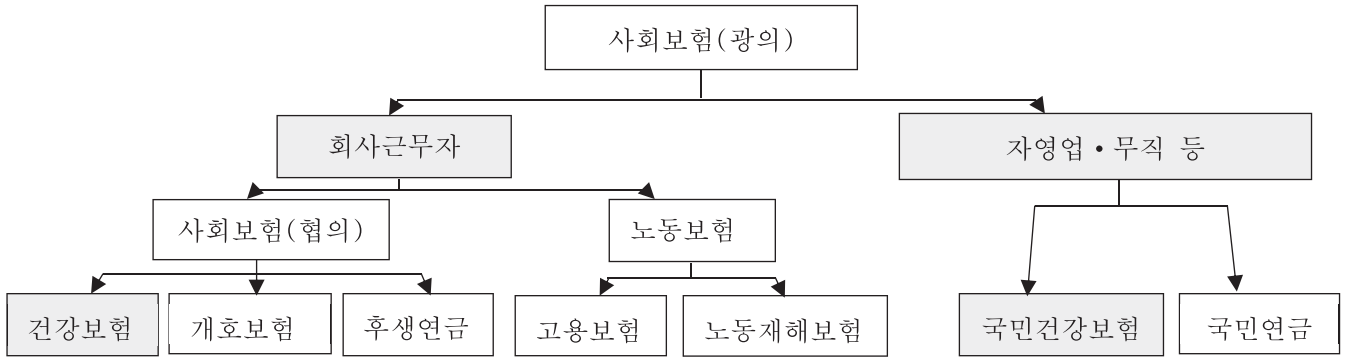 사회보험(광의)
회사근무자
자영업•무직 등
사회보험(협의)
노동보험
건강보험
개호보험
후생연금
고용보험
노동재해보험
국민건강보험
국민연금